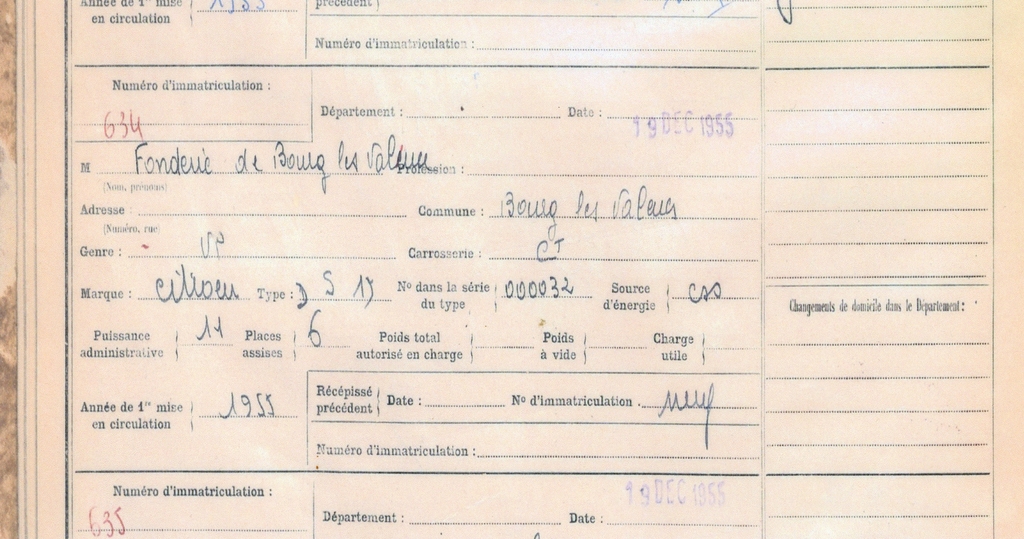 Année de 1re mise en circulation 1955 précédent
Numéro d'immatriculation :
Numéro d'immatriculation :
634
Département : Date : 19 DEC 1955
M Fonderie de Bourg les Valence Profession :
(Nom, prénoms)
Adresse : Commune : Bourg les Valence
(Numéro, rue)
Genre : VP Carrosserie : CI
Marque : Citroen Type : DS 19 N° dans la série du type 000032 Source d'énergie ess
Puissance administrative 11 Places assises 6 Poids total autorisé en charge Poids à vide Charge utile
Année de 1re mise en circulation 1955 Récépissé précédent Date : N° d'immatriculation . neuf
Numéro d'immatriculation :
Changements de domicile dans le Département :
Numéro d'immatriculation :
635
Département : Date : 19 DEC 1955